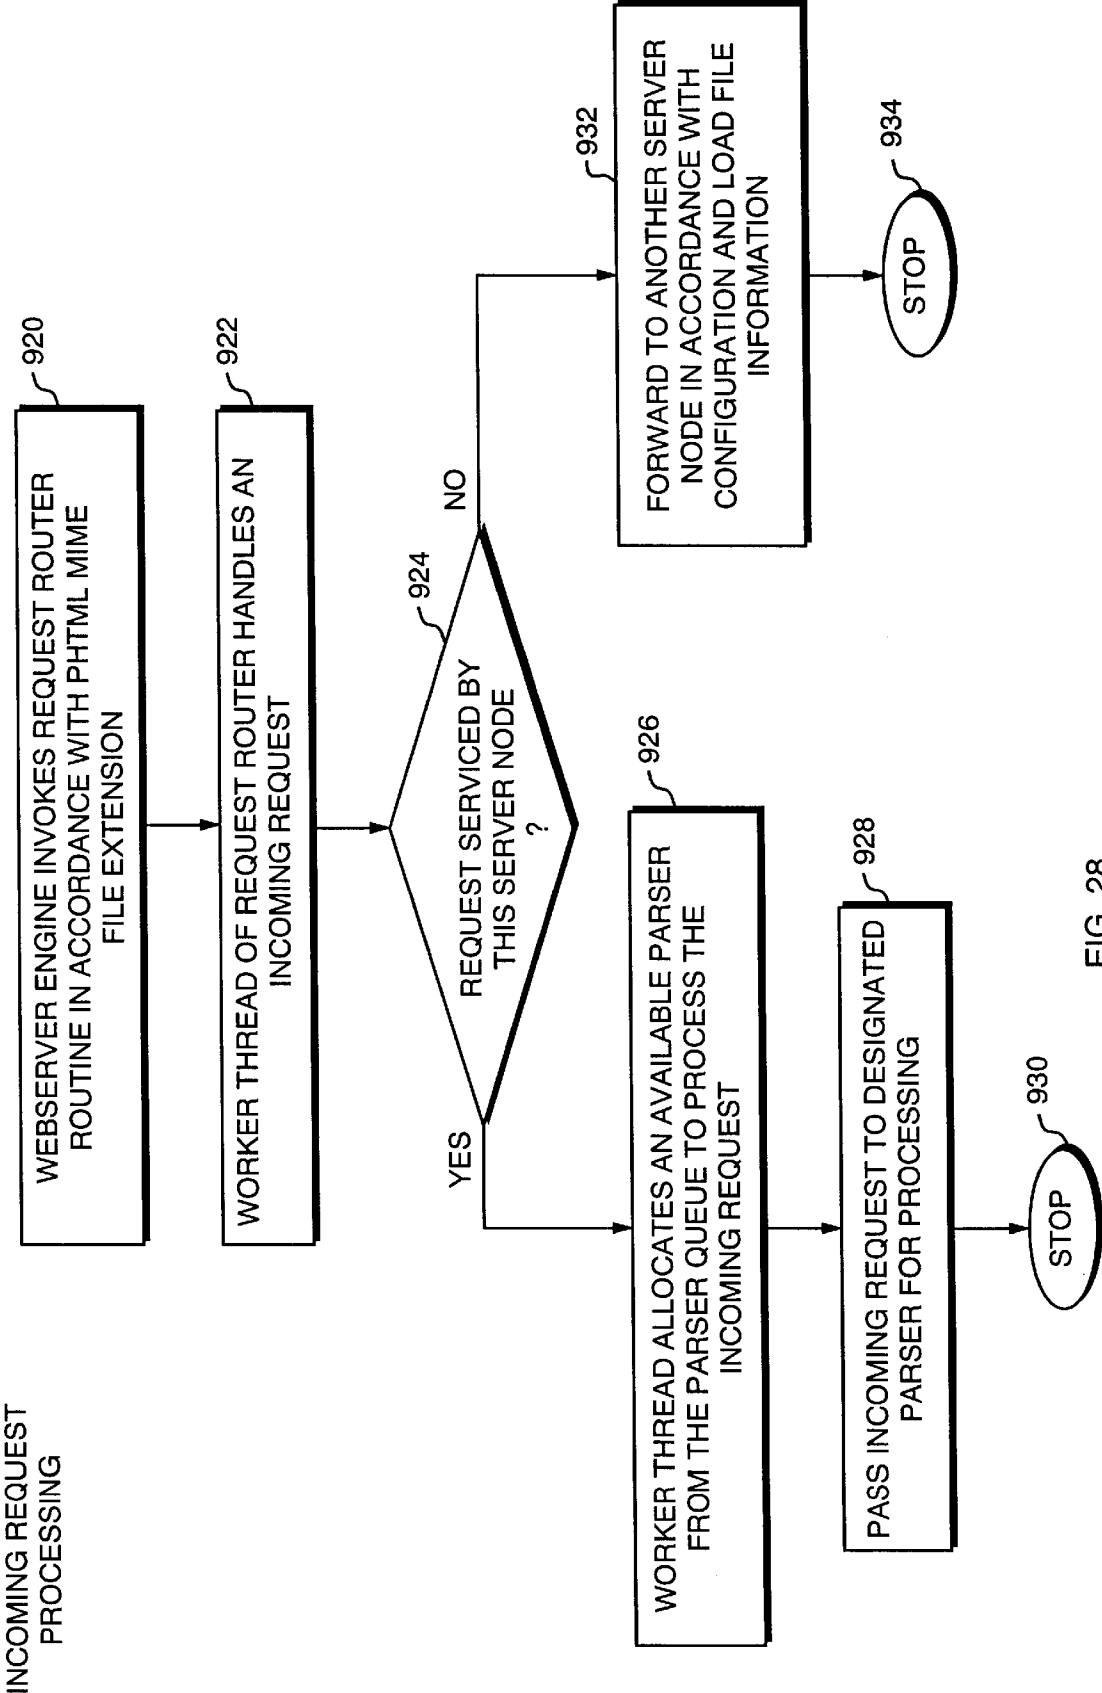 INCOMING REQUEST
PROCESSING
920
WEBSERVER ENGINE INVOKES REQUEST ROUTER
ROUTINE IN ACCORDANCE WITH PHTML MIME
FILE EXTENSION
922
WORKER THREAD OF REQUEST ROUTER HANDLES AN
INCOMING REQUEST
924
REQUEST SERVICED BY
THIS SERVER NODE
?
YES
NO
926
WORKER THREAD ALLOCATES AN AVAILABLE PARSER
FROM THE PARSER QUEUE TO PROCESS THE
INCOMING REQUEST
928
PASS INCOMING REQUEST TO DESIGNATED
PARSER FOR PROCESSING
930
STOP
932
FORWARD TO ANOTHER SERVER
NODE IN ACCORDANCE WITH
CONFIGURATION AND LOAD FILE
INFORMATION
934
STOP
FIG. 28